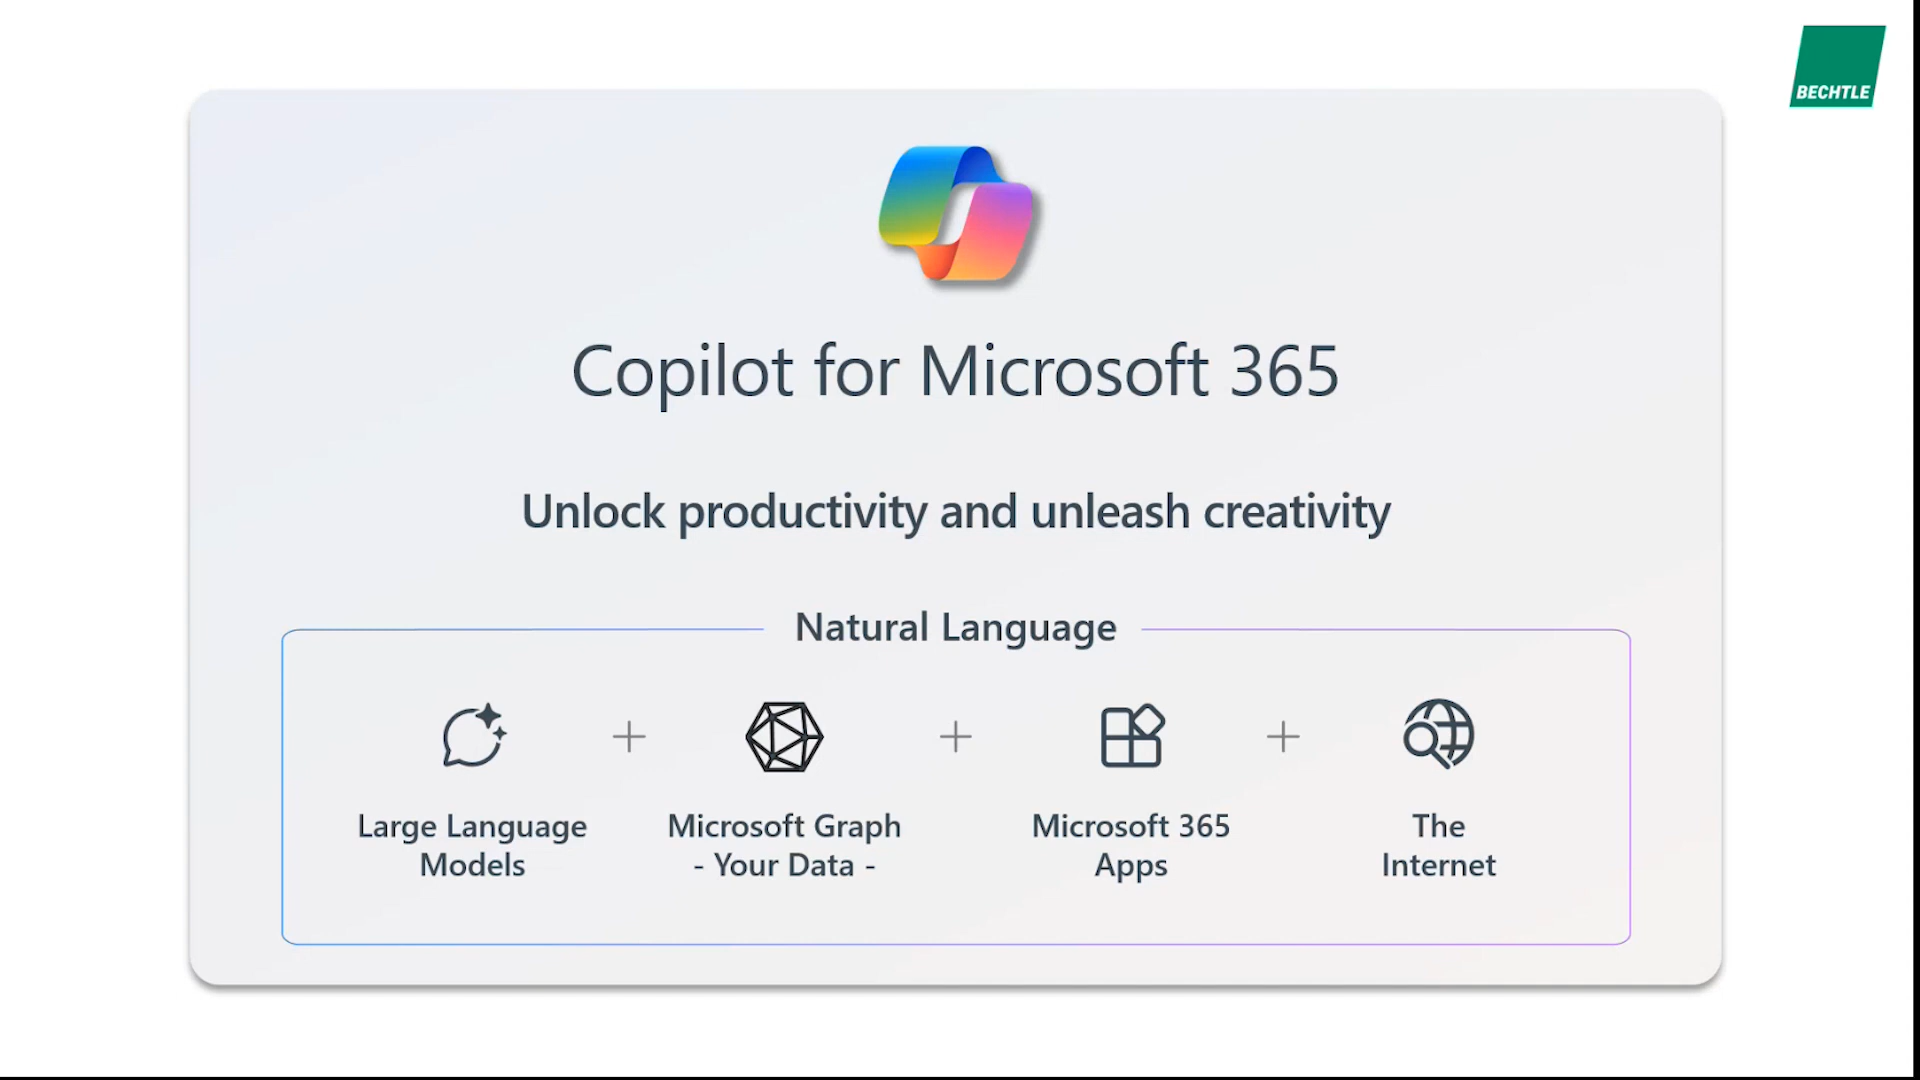 BECHTLE
Copilot for Microsoft 365
Unlock productivity and unleash creativity
Natural Language
Large Language
Models
Microsoft Graph
- Your Data -
Microsoft 365
Apps
The
Internet